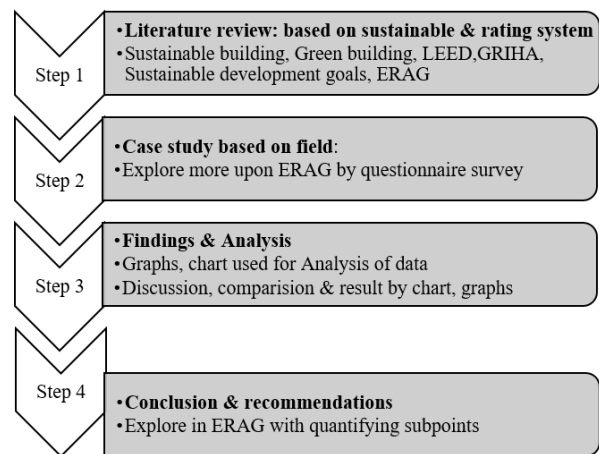 Step 1
•Literature review: based on sustainable & rating system
•Sustainable building, Green building, LEED,GRIHA,
Sustainable development goals, ERAG
Step 2
•Case study based on field:
•Explore more upon ERAG by questionnaire survey
Step 3
•Findings & Analysis
•Graphs, chart used for Analysis of data
•Discussion, comparision & result by chart, graphs
Step 4
•Conclusion & recommendations
•Explore in ERAG with quantifying subpoints